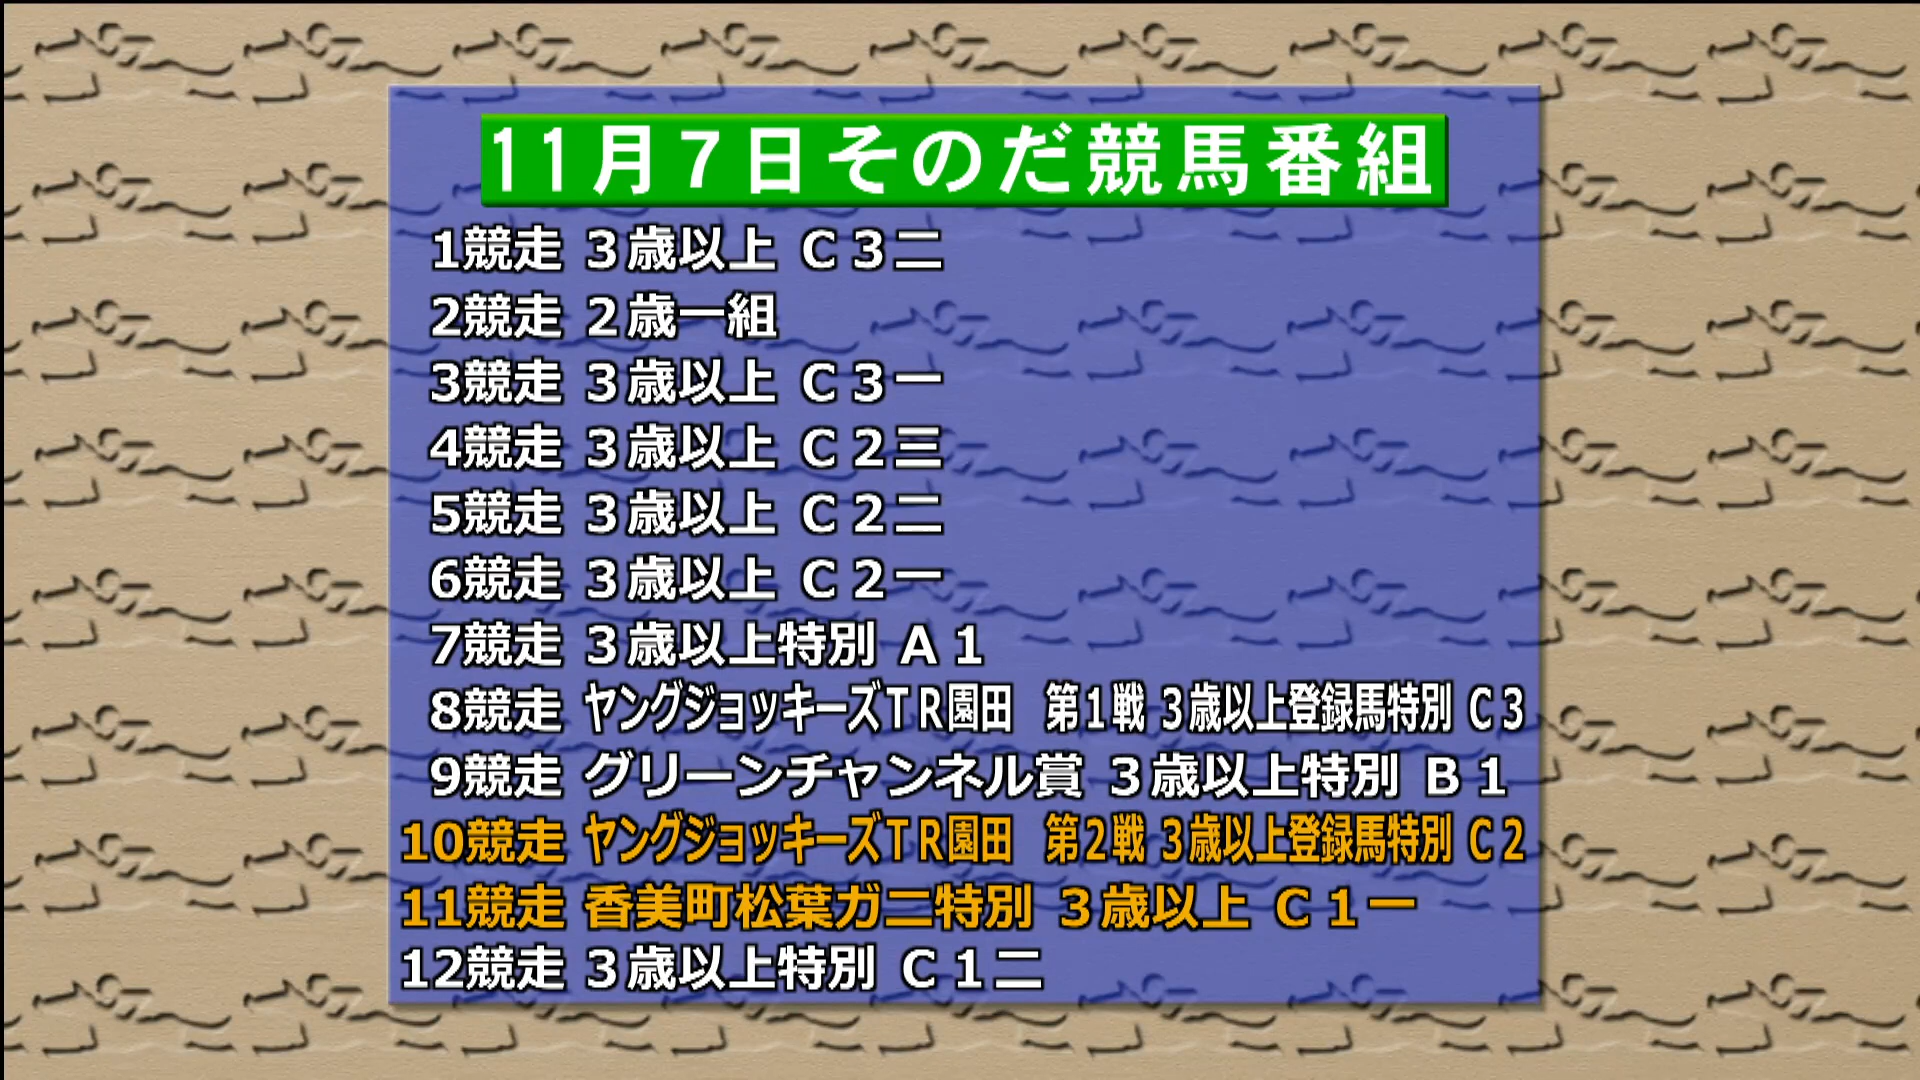 11月７日そのだ競馬番組
1競走 ３歳以上 Ｃ３二
2競走 ２歳一組
3競走 ３歳以上 Ｃ３一
4競走 ３歳以上 Ｃ２三
5競走 ３歳以上 Ｃ２二
6競走 ３歳以上 Ｃ２一
7競走 ３歳以上特別 Ａ１
8競走 ヤングジョッキーズＴＲ園田　第１戦 ３歳以上登録馬特別 Ｃ３
9競走 グリーンチャンネル賞 ３歳以上特別 Ｂ１
10競走 ヤングジョッキーズＴＲ園田　第２戦 ３歳以上登録馬特別 Ｃ２
11競走 香美町松葉ガニ特別 ３歳以上 Ｃ１一
12競走 ３歳以上特別 Ｃ１二